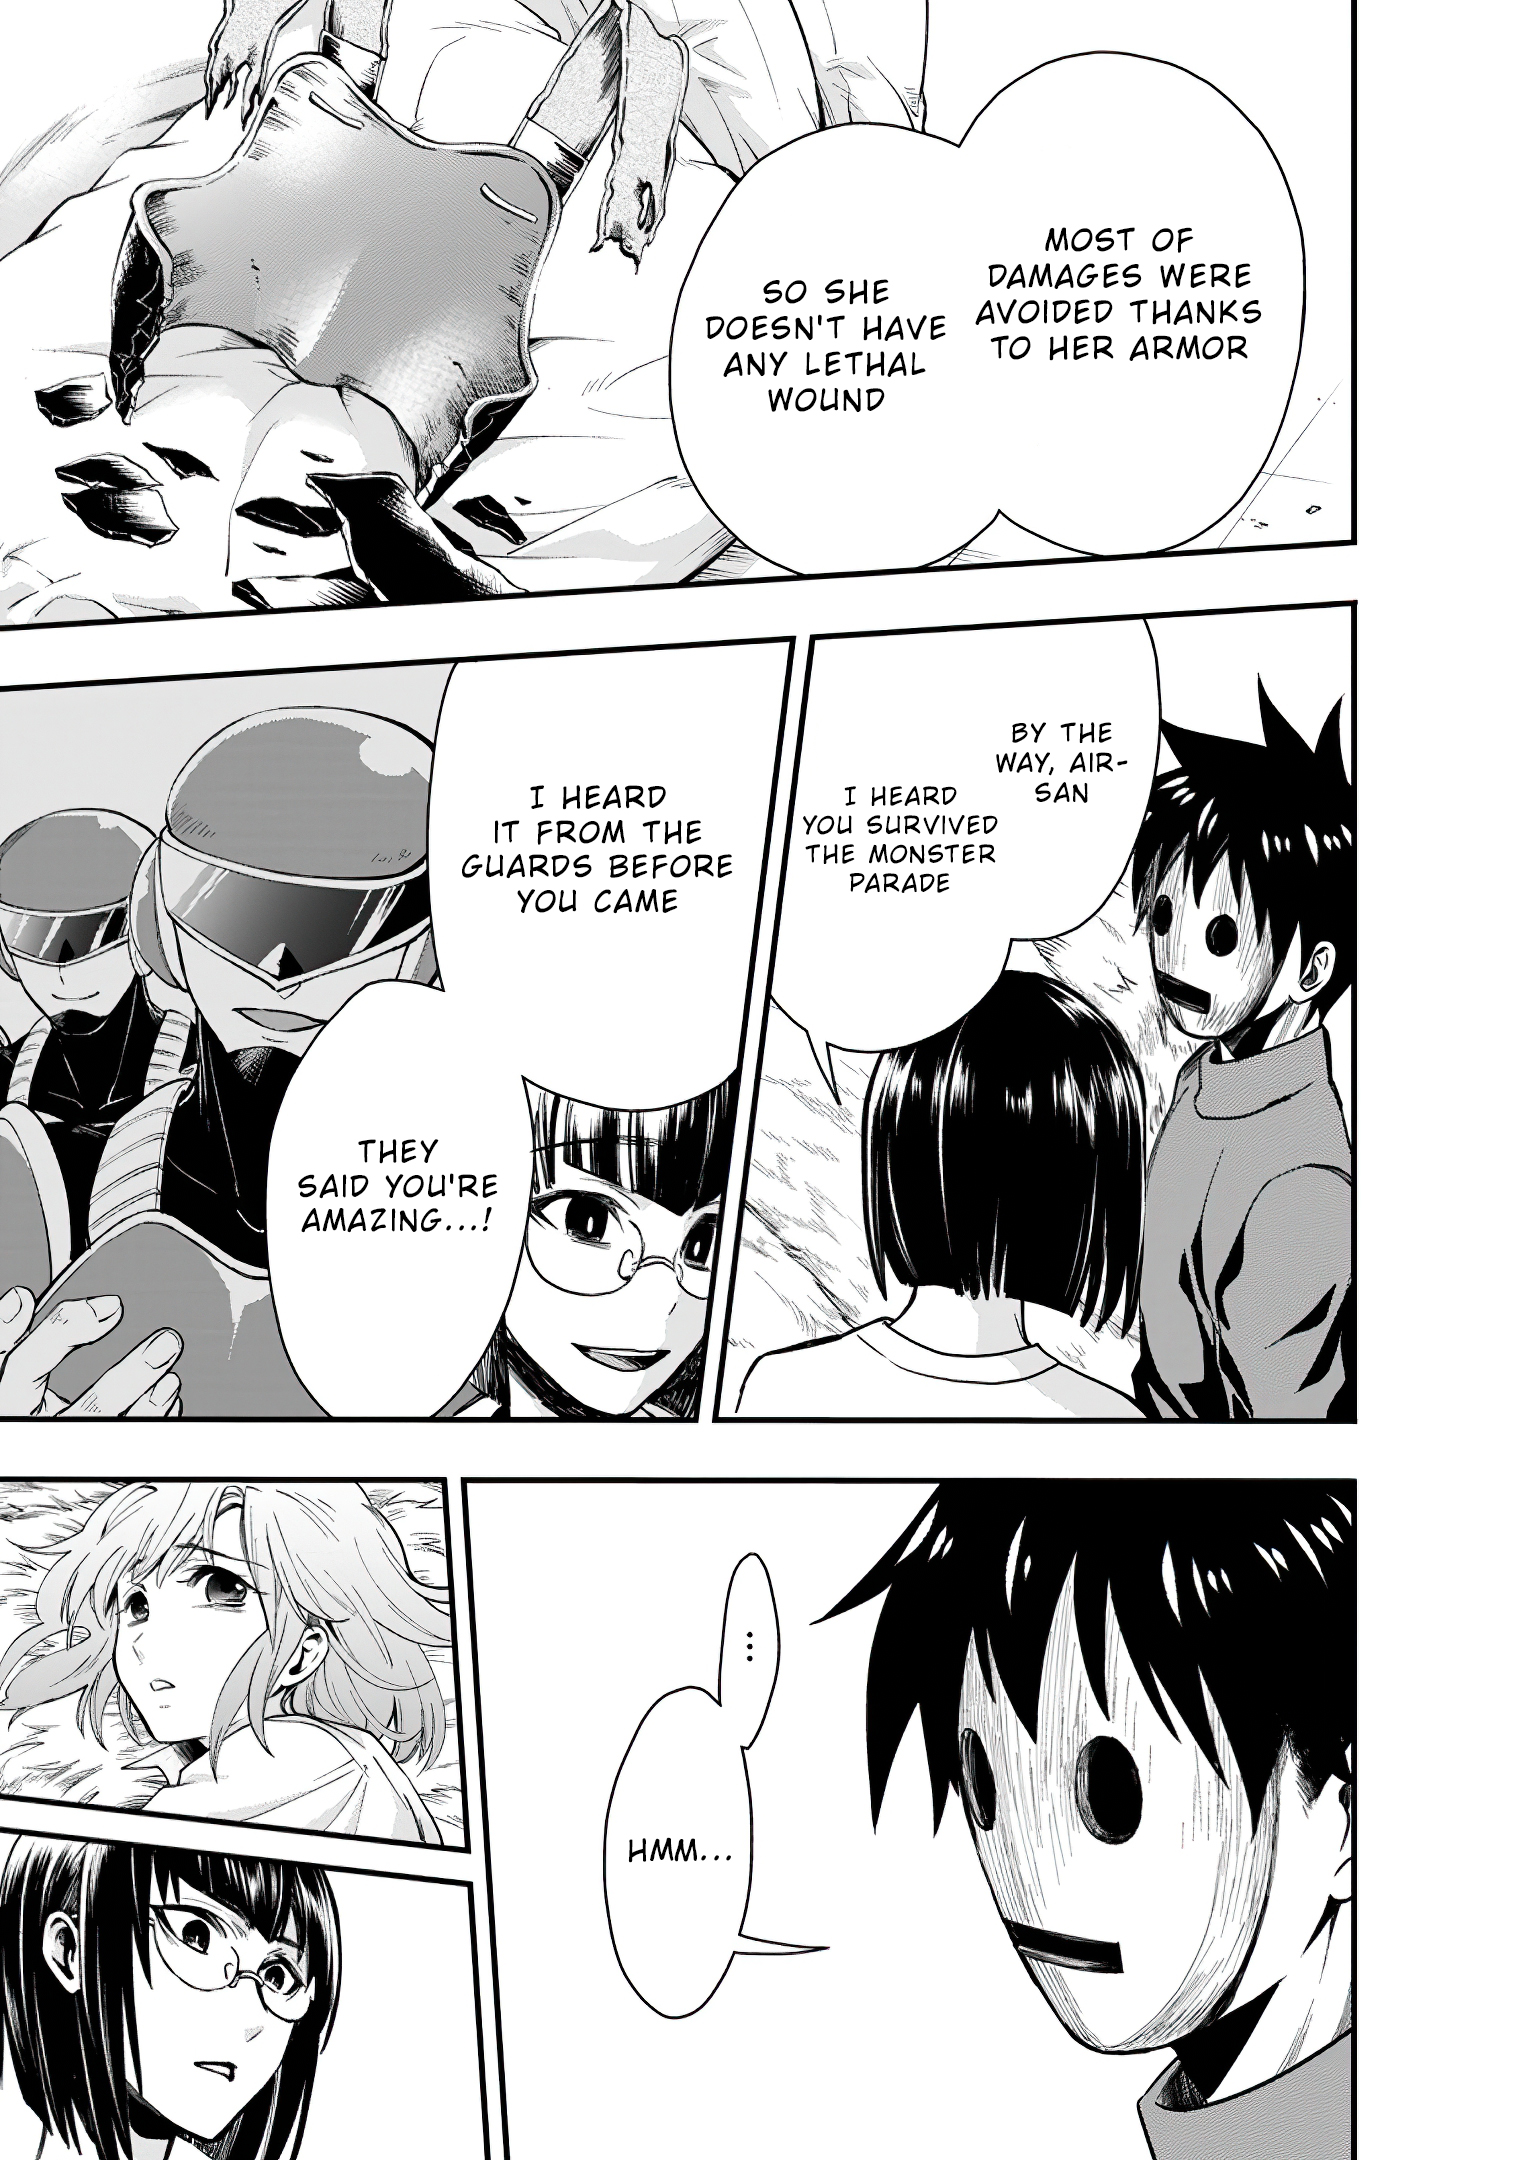 MOST OF
DAMAGES WERE
AVOIDED THANKS
TO HER ARMOR
SO SHE
DOESN'T HAVE
ANY LETHAL
WOUND
BY THE
WAY, AIR-
SAN
I HEARD
YOU SURVIVED
THE MONSTER
PARADE
I HEARD
IT FROM THE
GUARDS BEFORE
YOU CAME
THEY
SAID YOU'RE
AMAZING...!
...
HMM...